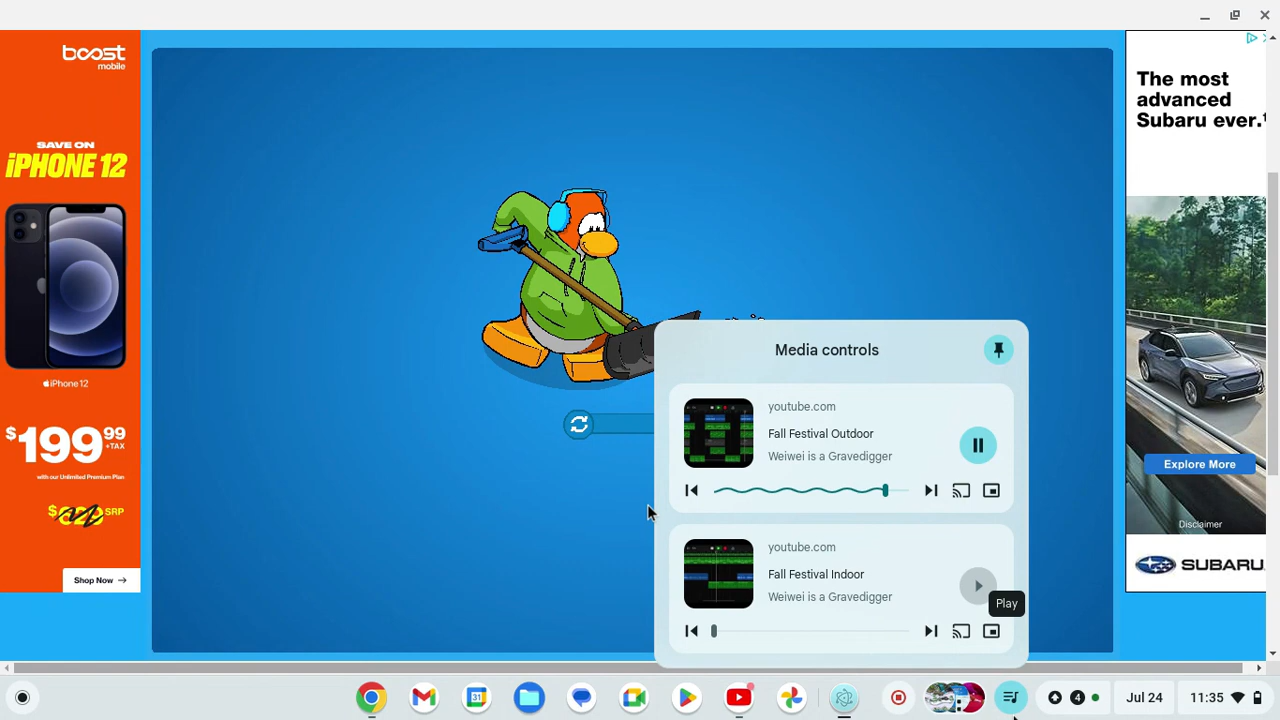 boost
mobile
SAVE ON
iPHONE 12
iPHONE 12
$199.99
+TAX
with our Unlimited Premium Plan
SRP
Shop Now →
The most
advanced
Subaru ever.
Explore More
Disclaimer
SUBARU
Media controls
youtube.com
Fall Festival Outdoor
Weiwei is a Gravedigger
youtube.com
Fall Festival Indoor
Weiwei is a Gravedigger
Play
31
4
Jul 24
11:35